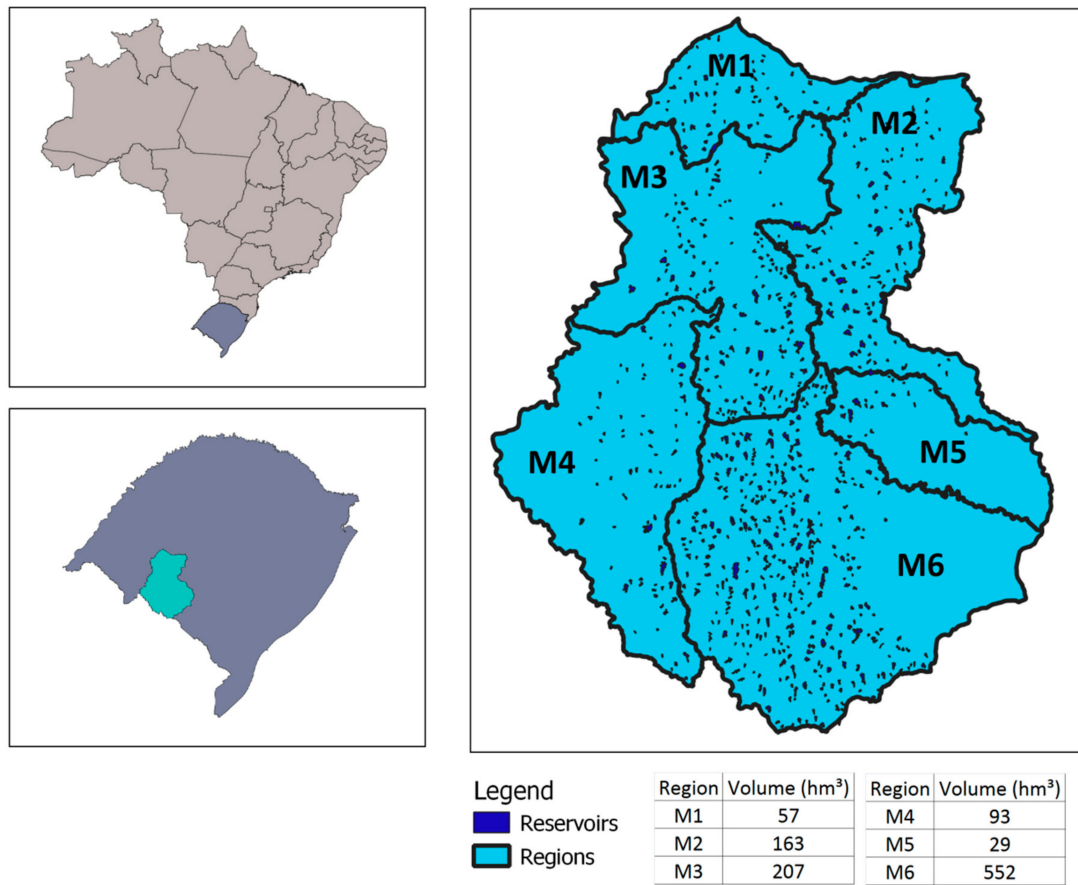 M1
M2
M3
M4
M5
M6
Legend
Reservoirs
Regions
Region Volume (hm³)
M1 57
M2 163
M3 207
Region Volume (hm³)
M4 93
M5 29
M6 552